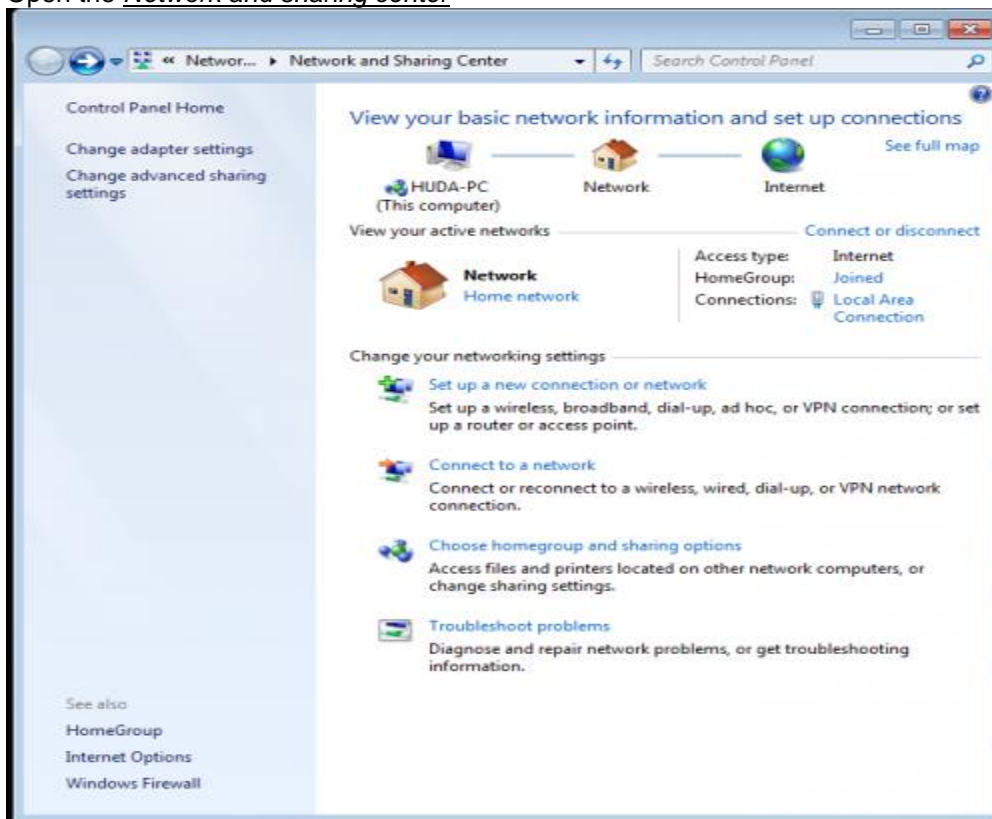 Open the Network and sharing center
« Networ... ▸ Network and Sharing Center
Search Control Panel
Control Panel Home
Change adapter settings
Change advanced sharing
settings
See also
HomeGroup
Internet Options
Windows Firewall
View your basic network information and set up connections
See full map
HUDA-PC
(This computer)
Network
Internet
View your active networks
Connect or disconnect
Network
Home network
Access type: Internet
HomeGroup: Joined
Connections: Local Area
Connection
Change your networking settings
Set up a new connection or network
Set up a wireless, broadband, dial-up, ad hoc, or VPN connection; or set
up a router or access point.
Connect to a network
Connect or reconnect to a wireless, wired, dial-up, or VPN network
connection.
Choose homegroup and sharing options
Access files and printers located on other network computers, or
change sharing settings.
Troubleshoot problems
Diagnose and repair network problems, or get troubleshooting
information.